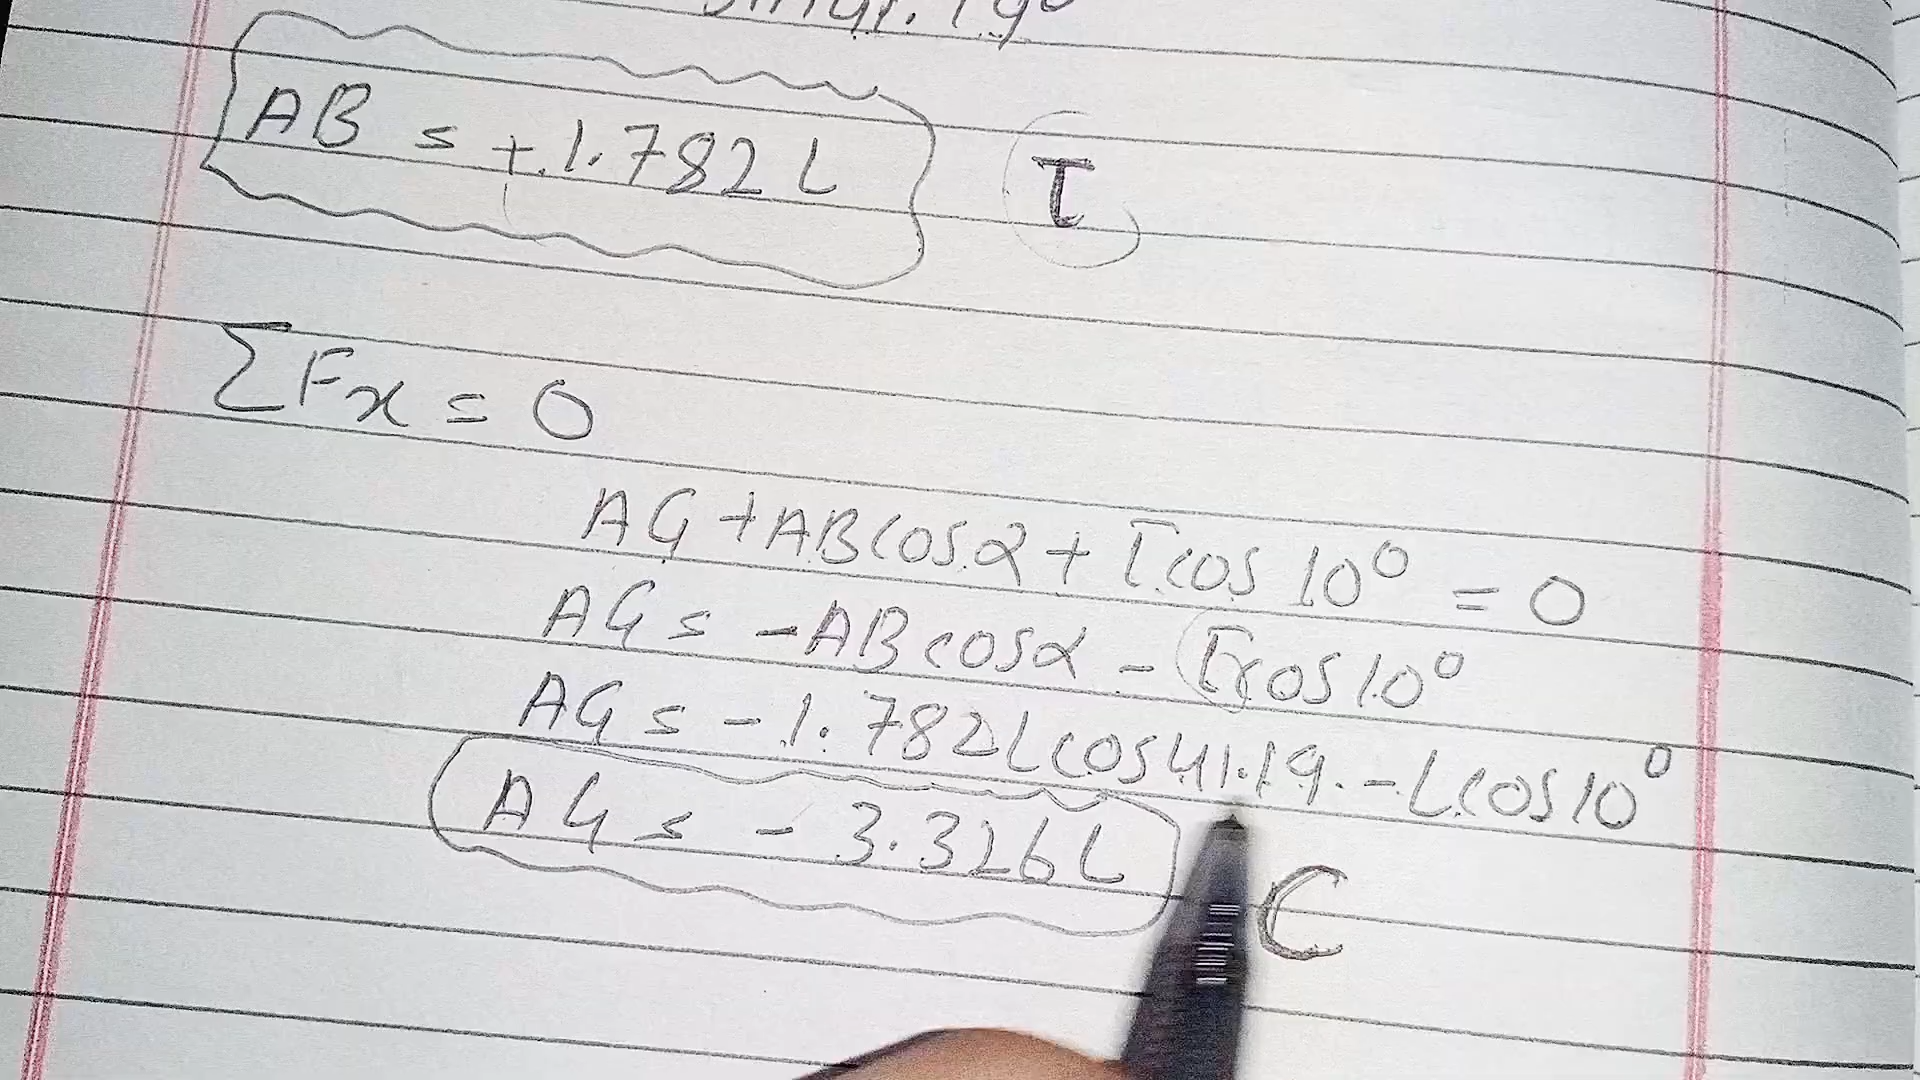 AB = +1.782L T
ΣFx = 0
AG + AB cos α + T cos 10° = 0
AG = - AB cos α - T cos 10°
AG = - 1.782L cos 41.19. - L cos 10°
AG = - 3.326L C